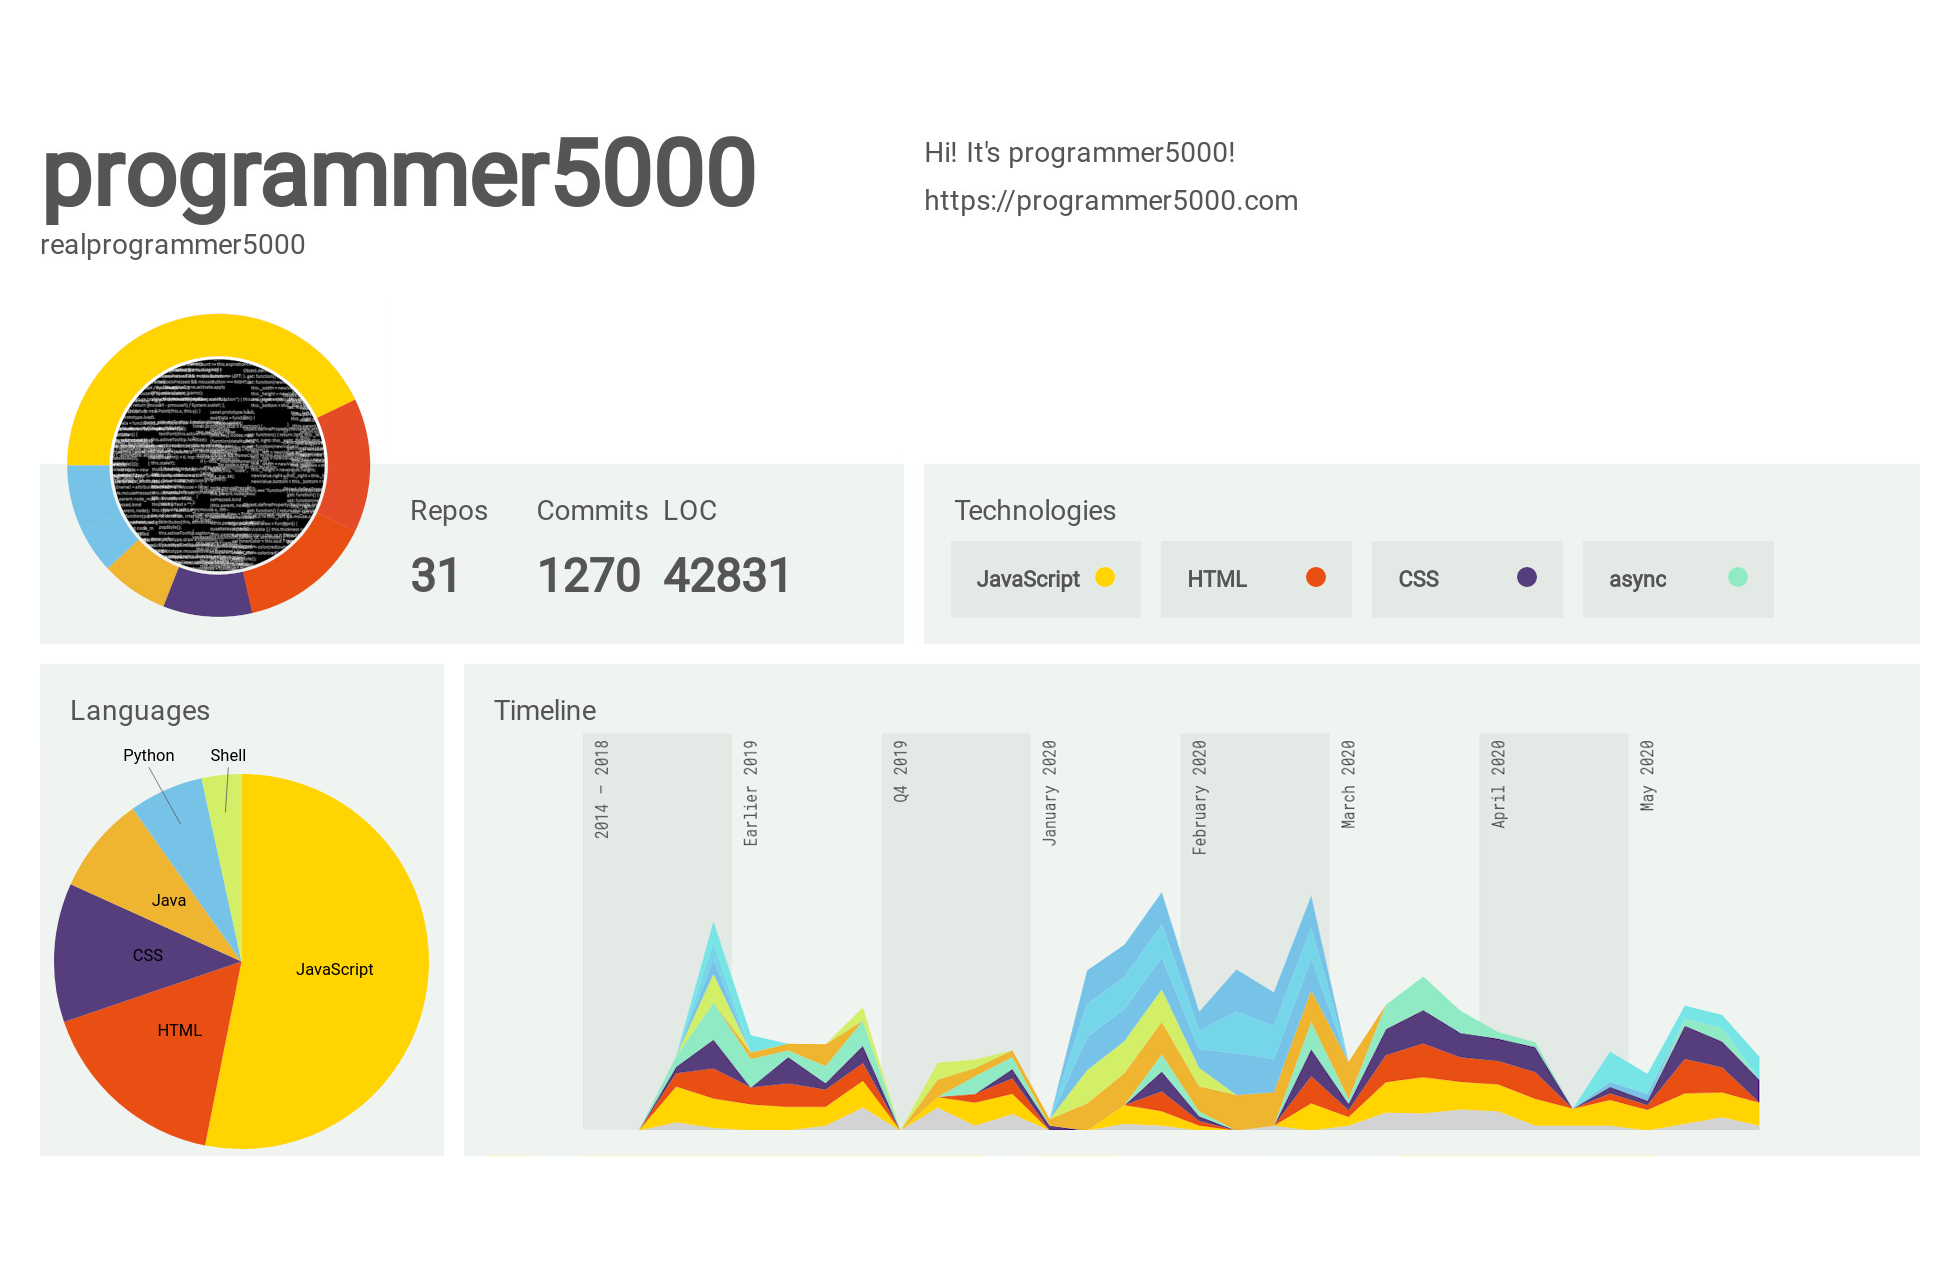 programmer5000
realprogrammer5000
Hi! It's programmer5000!
https://programmer5000.com
Repos
Commits
LOC
31
1270
42831
Technologies
JavaScript
HTML
CSS
async
Languages
Python
Shell
Java
CSS
JavaScript
HTML
Timeline
2014 – 2018
Earlier 2019
Q4 2019
January 2020
February 2020
March 2020
April 2020
May 2020